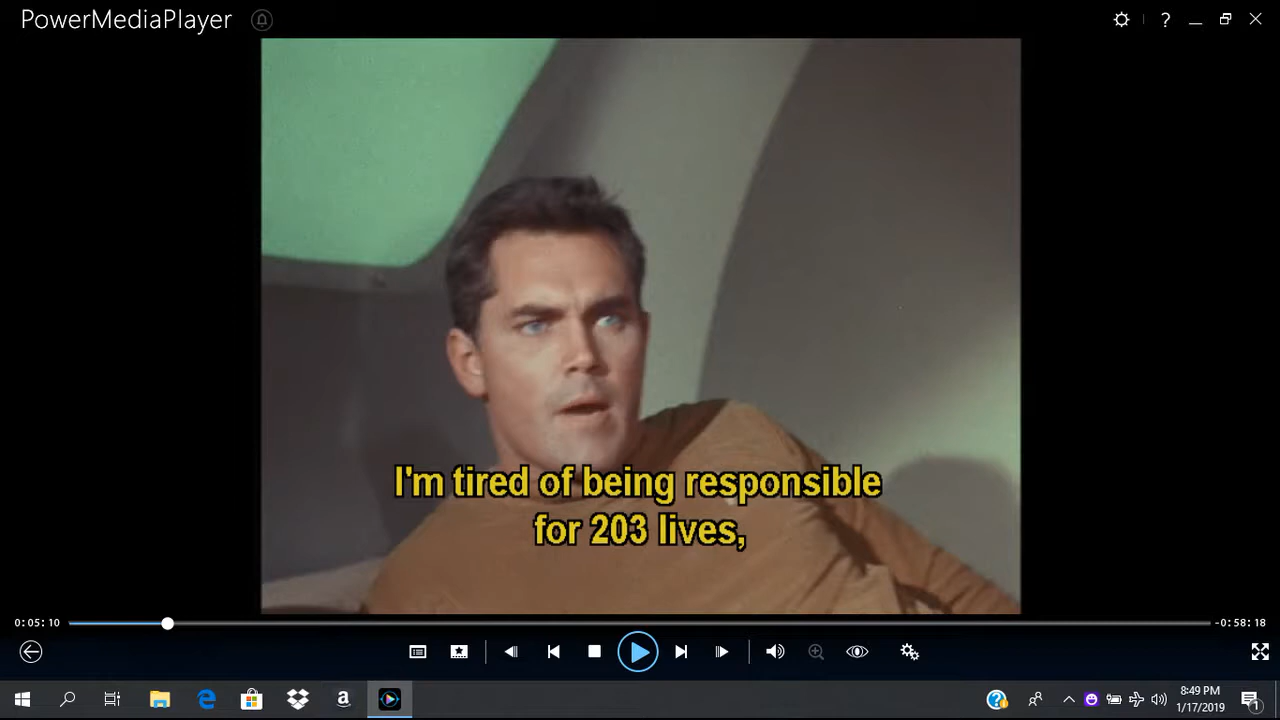 PowerMediaPlayer
?
I'm tired of being responsible
for 203 lives,
0:05:10
-0:58:18
8:49 PM
1/17/2019
1